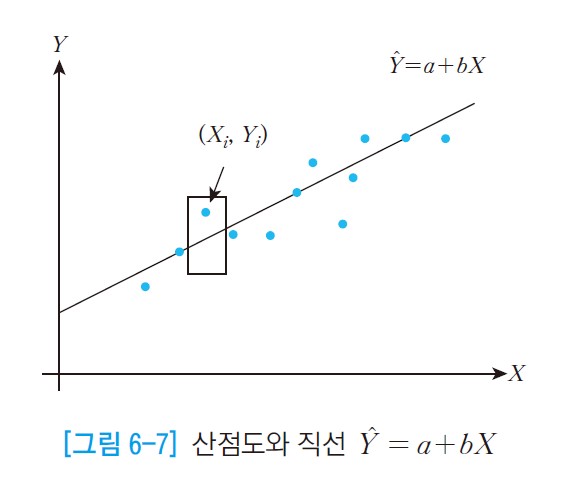 Y
Ŷ=a+bX
(Xᵢ, Yᵢ)
X
[그림 6-7] 산점도와 직선 Ŷ = a+bX